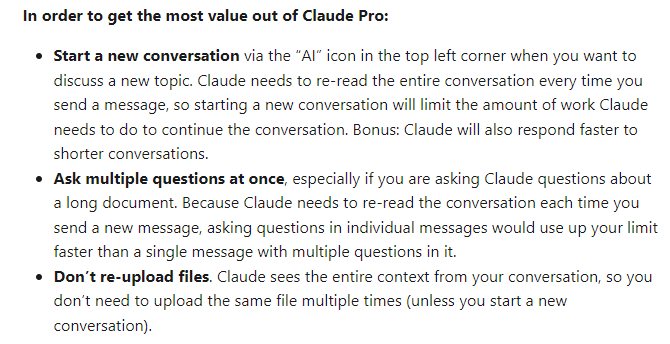 In order to get the most value out of Claude Pro:
• Start a new conversation via the “AI” icon in the top left corner when you want to
discuss a new topic. Claude needs to re-read the entire conversation every time you
send a message, so starting a new conversation will limit the amount of work Claude
needs to do to continue the conversation. Bonus: Claude will also respond faster to
shorter conversations.
• Ask multiple questions at once, especially if you are asking Claude questions about
a long document. Because Claude needs to re-read the conversation each time you
send a new message, asking questions in individual messages would use up your limit
faster than a single message with multiple questions in it.
• Don’t re-upload files. Claude sees the entire context from your conversation, so you
don’t need to upload the same file multiple times (unless you start a new
conversation).